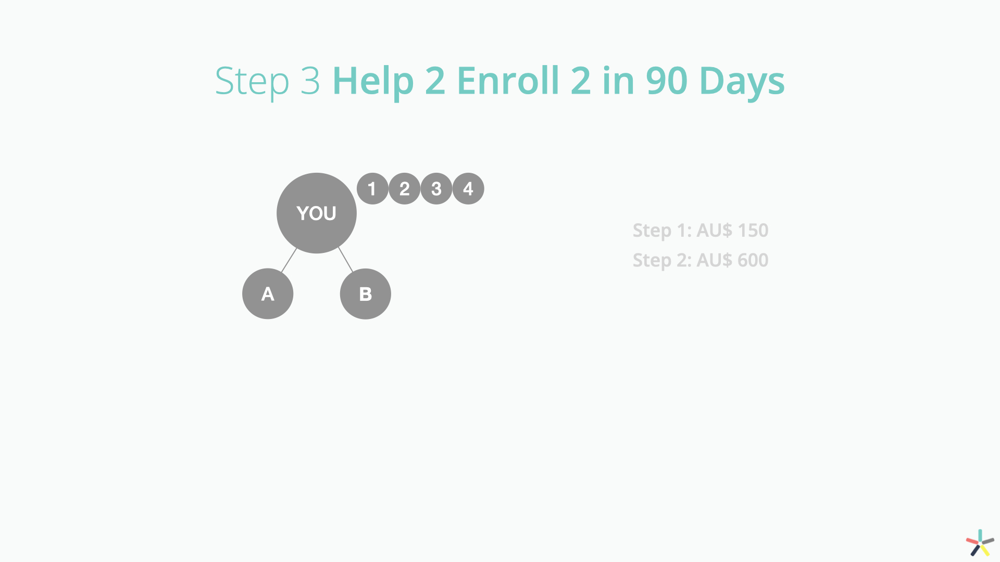 Step 3 Help 2 Enroll 2 in 90 Days
YOU
1 2 3 4
A
B
Step 1: AU$ 150
Step 2: AU$ 600